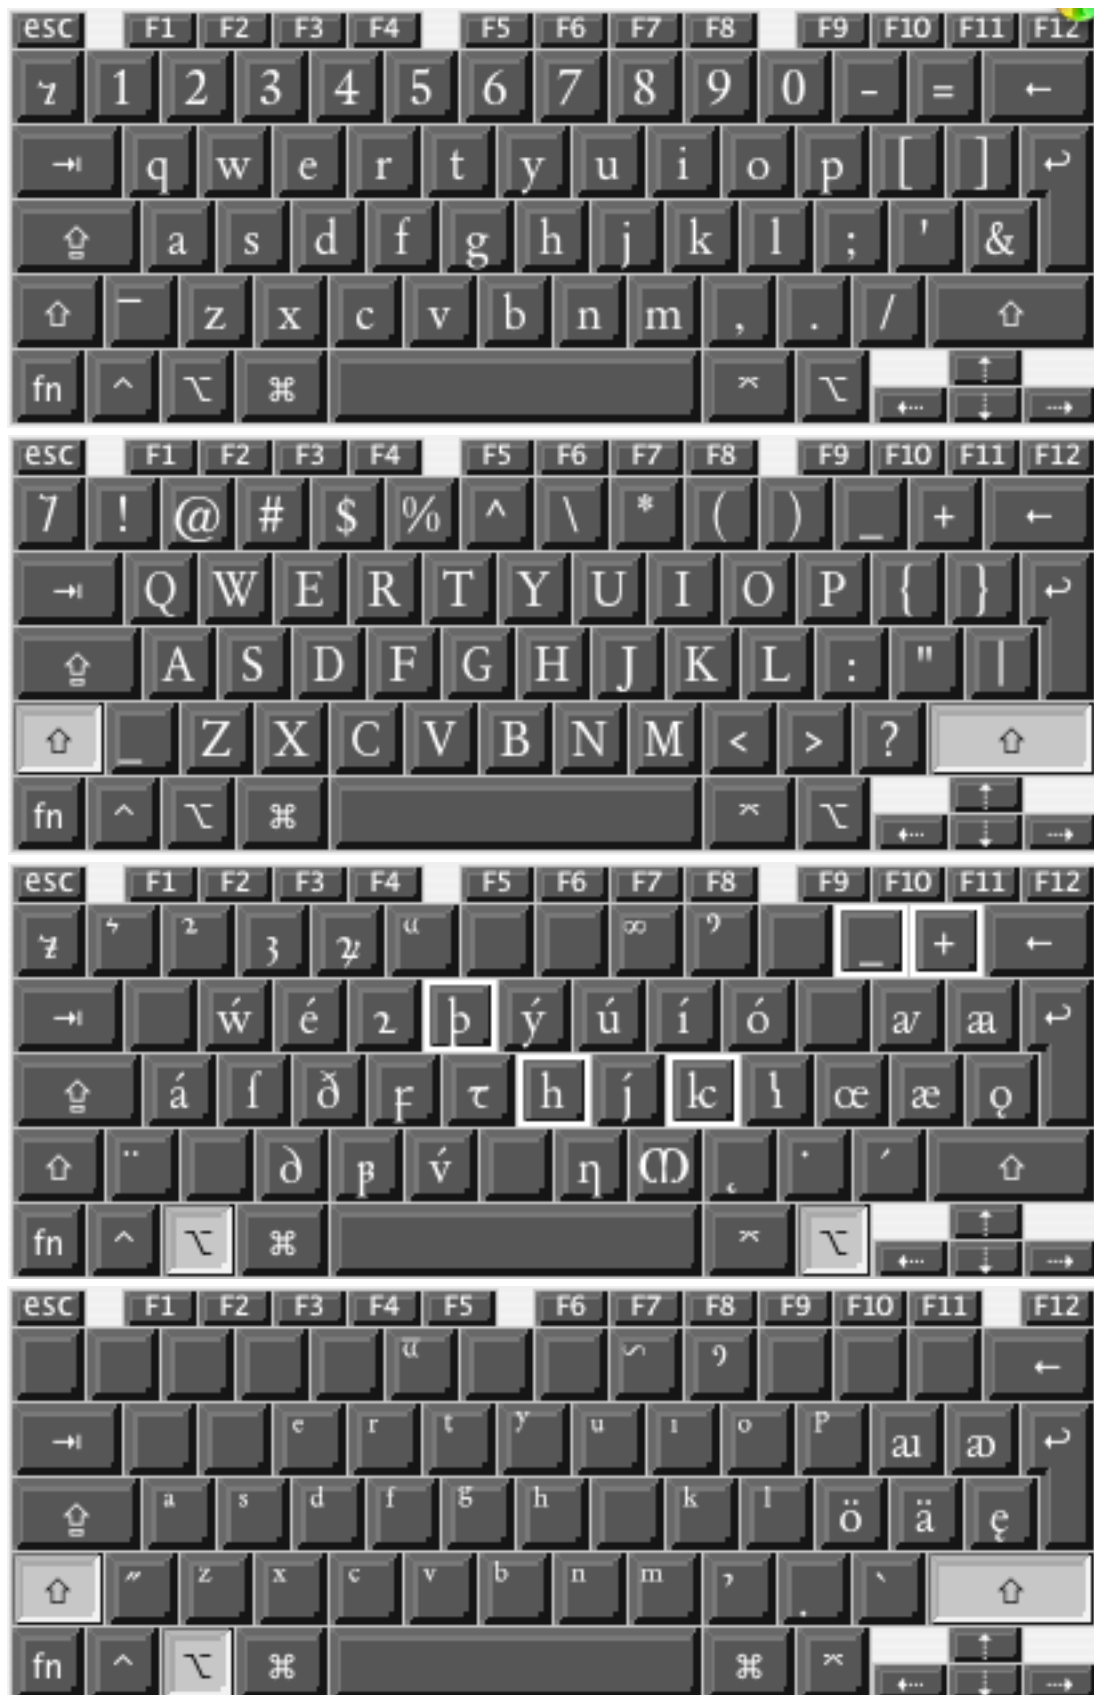 esc F1 F2 F3 F4 F5 F6 F7 F8 F9 F10 F11 F12
⁊ 1 2 3 4 5 6 7 8 9 0 - = ←
⇥ q w e r t y u i o p [ ] ↩
⇪ a s d f g h j k l ; ' &
⇧ ¯ z x c v b n m , . / ⇧
fn ^ ⌥ ⌘ ⌤ ⌥ ⇠ ⇡ ⇣ ⇢
esc F1 F2 F3 F4 F5 F6 F7 F8 F9 F10 F11 F12
! @ # $ % ^ \ * ( ) _ + ←
⇥ Q W E R T Y U I O P { } ↩
⇪ A S D F G H J K L : " |
⇧ _ Z X C V B N M < > ? ⇧
fn ^ ⌥ ⌘ ⌤ ⌥ ⇠ ⇡ ⇣ ⇢
esc F1 F2 F3 F4 F5 F6 F7 F8 F9 F10 F11 F12
ꝫ ∞ _ + ←
⇥ ẃ é ꝛ þ ý ú í ó ꜹ ꜳ ↩
⇪ á ſ ð ꝼ τ h j́ ĸ œ æ ǫ
⇧ ¨ ꝺ v́ ŋ ꟿ ˛ ˙ ´ ⇧
fn ^ ⌥ ⌘ ⌤ ⌥ ⇠ ⇡ ⇣ ⇢
esc F1 F2 F3 F4 F5 F6 F7 F8 F9 F10 F11 F12
←
⇥ e r t y u ı o p ꜵ ↩
⇪ a s d f g h k l ö ä ę
⇧ ˝ z x c v b n m . ` ⇧
fn ^ ⌥ ⌘ ⌘ ⌤ ⇠ ⇡ ⇣ ⇢